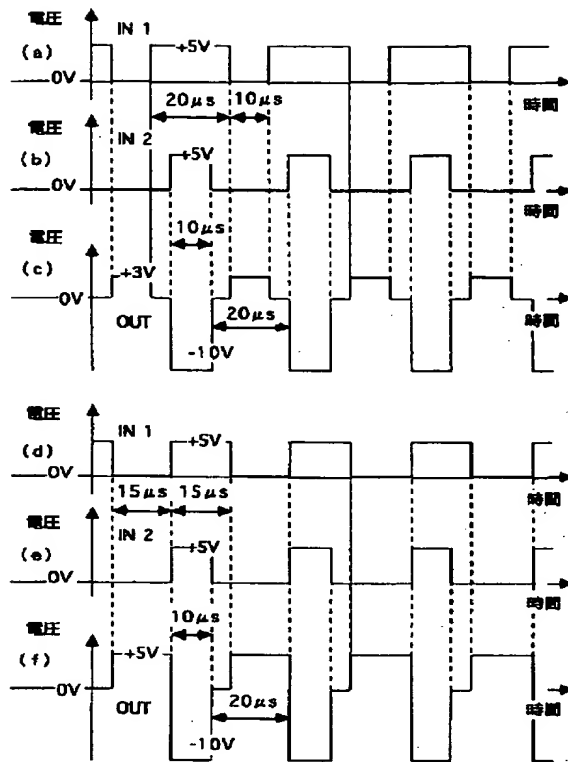 電圧 IN 1
(a) +5V
0V
20μs 10μs 時間
電圧 IN 2
(b) +5V
0V
時間
電圧 10μs
(c) +3V
0V
OUT 20μs 時間
-10V
電圧 IN 1
(d) +5V
0V
15μs 15μs 時間
電圧 IN 2
(e) +5V
0V
時間
電圧 10μs
(f) +5V
0V
OUT 20μs 時間
-10V